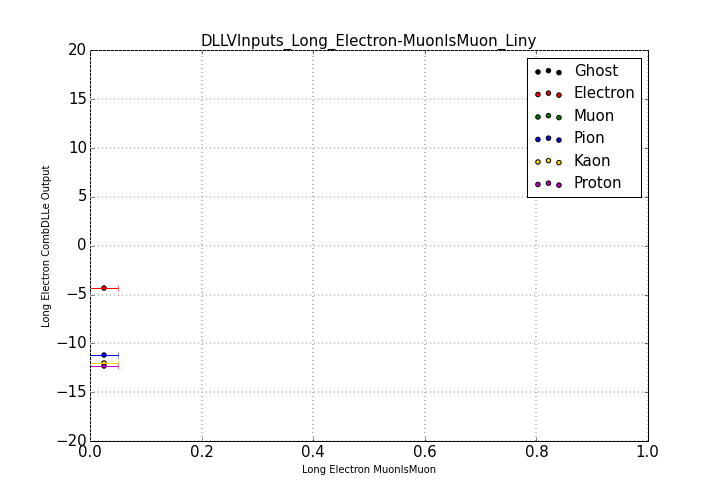 DLLVInputs_Long_Electron-MuonIsMuon_Liny
Long Electron CombDLLe Output
20
15
10
5
0
−5
−10
−15
−20
Ghost
Electron
Muon
Pion
Kaon
Proton
0.0 0.2 0.4 0.6 0.8 1.0
Long Electron MuonIsMuon